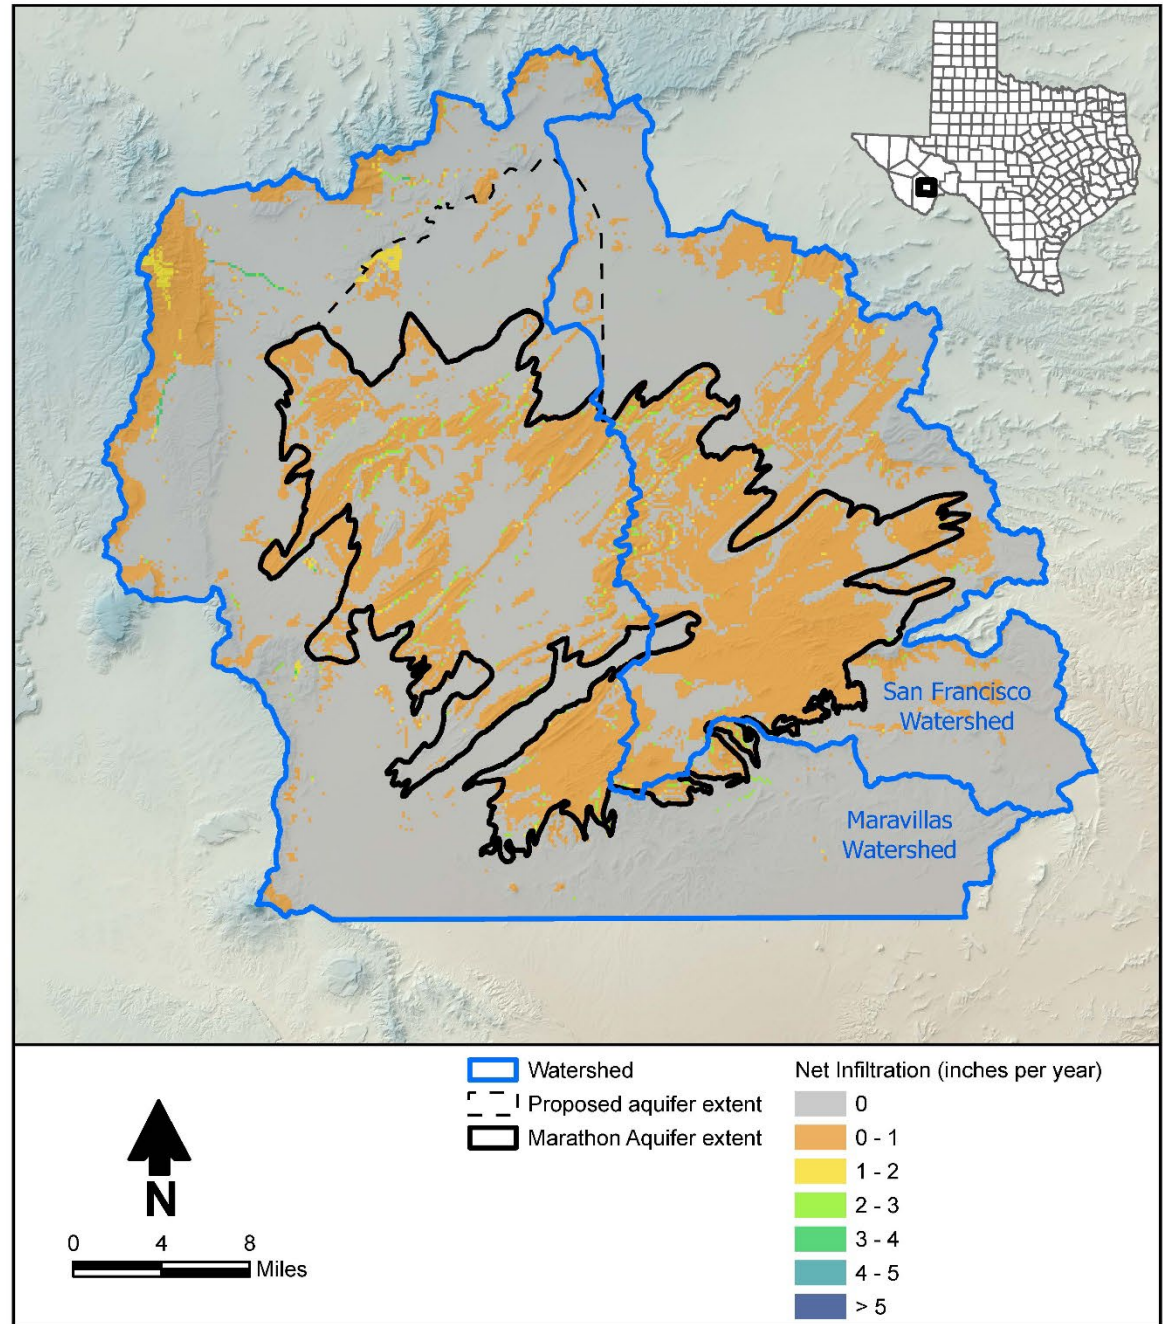 San Francisco
Watershed
Maravillas
Watershed
N
0 4 8
Miles
Watershed
Proposed aquifer extent
Marathon Aquifer extent
Net Infiltration (inches per year)
0
0 - 1
1 - 2
2 - 3
3 - 4
4 - 5
> 5